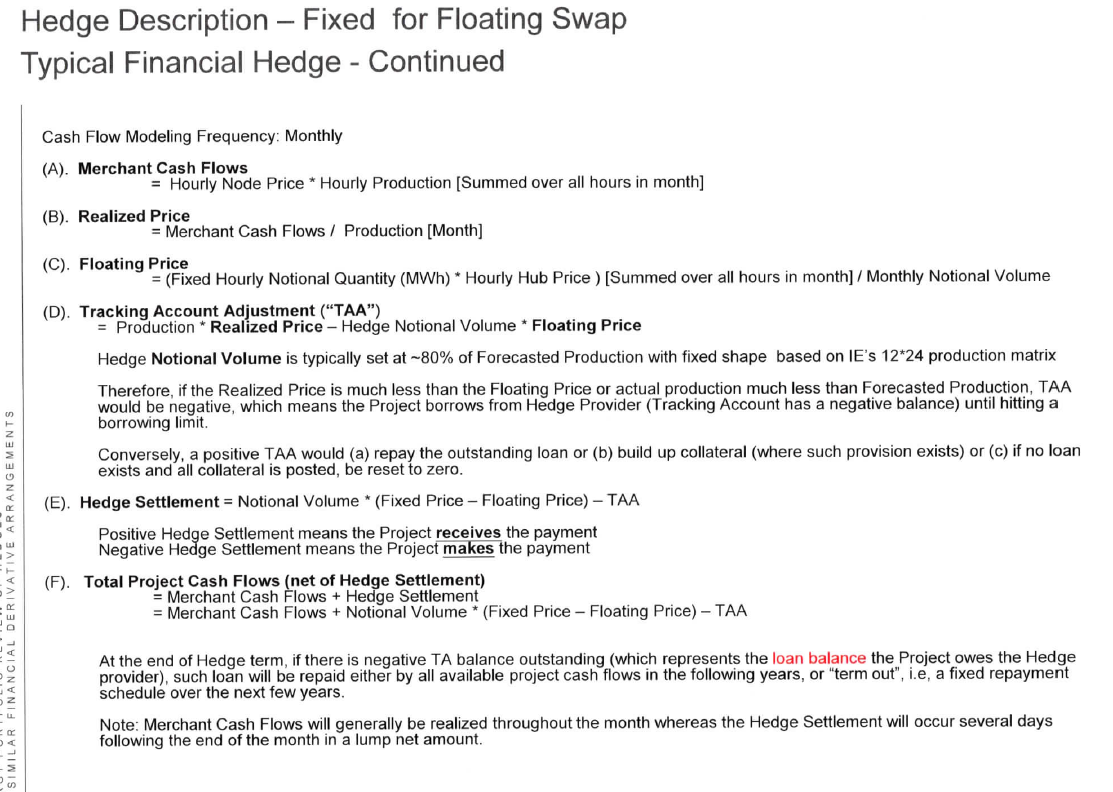 Hedge Description – Fixed for Floating Swap
Typical Financial Hedge - Continued
Cash Flow Modeling Frequency: Monthly
(A). Merchant Cash Flows
= Hourly Node Price * Hourly Production [Summed over all hours in month]
(B). Realized Price
= Merchant Cash Flows / Production [Month]
(C). Floating Price
= (Fixed Hourly Notional Quantity (MWh) * Hourly Hub Price ) [Summed over all hours in month] / Monthly Notional Volume
(D). Tracking Account Adjustment (“TAA”)
= Production * Realized Price – Hedge Notional Volume * Floating Price
Hedge Notional Volume is typically set at ~80% of Forecasted Production with fixed shape based on IE's 12*24 production matrix
Therefore, if the Realized Price is much less than the Floating Price or actual production much less than Forecasted Production, TAA
would be negative, which means the Project borrows from Hedge Provider (Tracking Account has a negative balance) until hitting a
borrowing limit.
Conversely, a positive TAA would (a) repay the outstanding loan or (b) build up collateral (where such provision exists) or (c) if no loan
exists and all collateral is posted, be reset to zero.
(E). Hedge Settlement = Notional Volume * (Fixed Price – Floating Price) – TAA
Positive Hedge Settlement means the Project receives the payment
Negative Hedge Settlement means the Project makes the payment
(F). Total Project Cash Flows (net of Hedge Settlement)
= Merchant Cash Flows + Hedge Settlement
= Merchant Cash Flows + Notional Volume * (Fixed Price – Floating Price) – TAA
At the end of Hedge term, if there is negative TA balance outstanding (which represents the loan balance the Project owes the Hedge
provider), such loan will be repaid either by all available project cash flows in the following years, or “term out”, i.e, a fixed repayment
schedule over the next few years.
Note: Merchant Cash Flows will generally be realized throughout the month whereas the Hedge Settlement will occur several days
following the end of the month in a lump net amount.
SIMILAR FINANCIAL DERIVATIVE ARRANGEMENTS